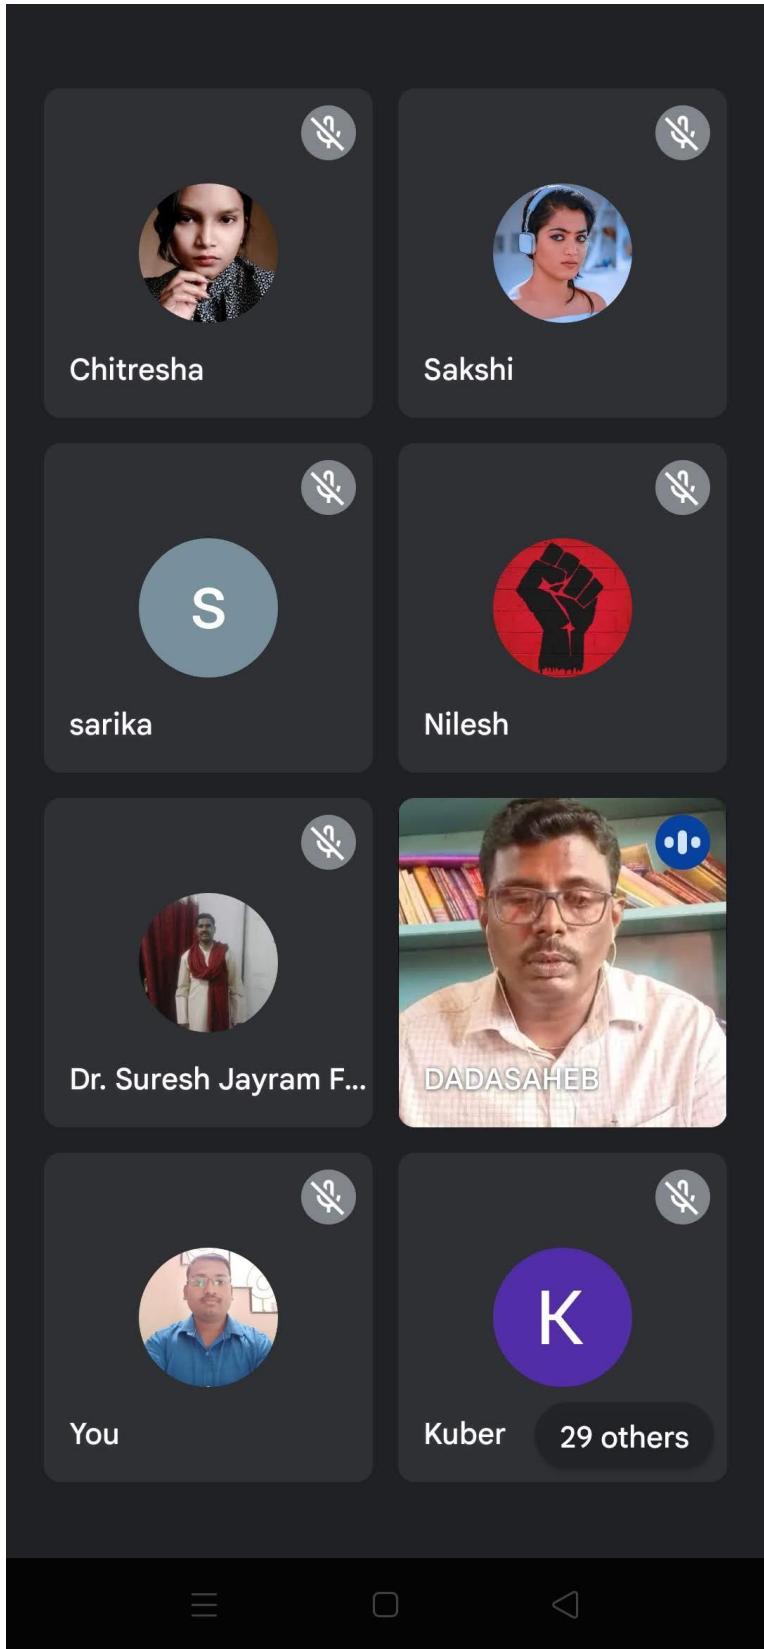 Chitresha
Sakshi
S
sarika
Nilesh
Dr. Suresh Jayram F...
DADASAHEB
You
K
Kuber
29 others